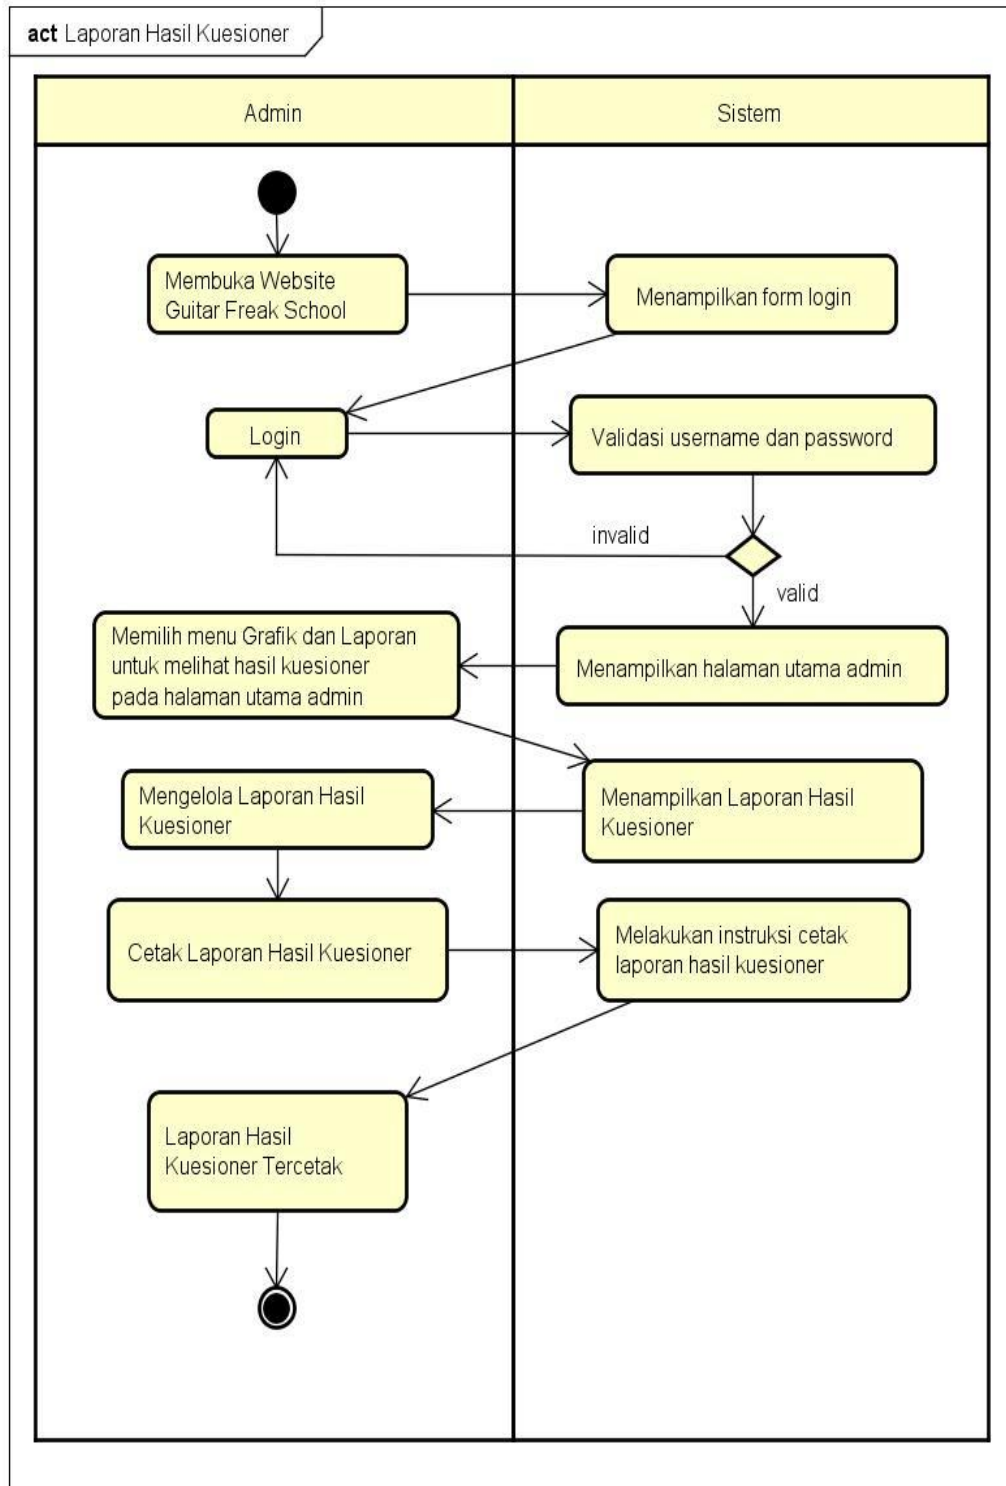 act Laporan Hasil Kuesioner
Admin
Sistem
Membuka Website
Guitar Freak School
Menampilkan form login
Login
Validasi username dan password
invalid
valid
Memilih menu Grafik dan Laporan
untuk melihat hasil kuesioner
pada halaman utama admin
Menampilkan halaman utama admin
Mengelola Laporan Hasil
Kuesioner
Menampilkan Laporan Hasil
Kuesioner
Cetak Laporan Hasil Kuesioner
Melakukan instruksi cetak
laporan hasil kuesioner
Laporan Hasil
Kuesioner Tercetak